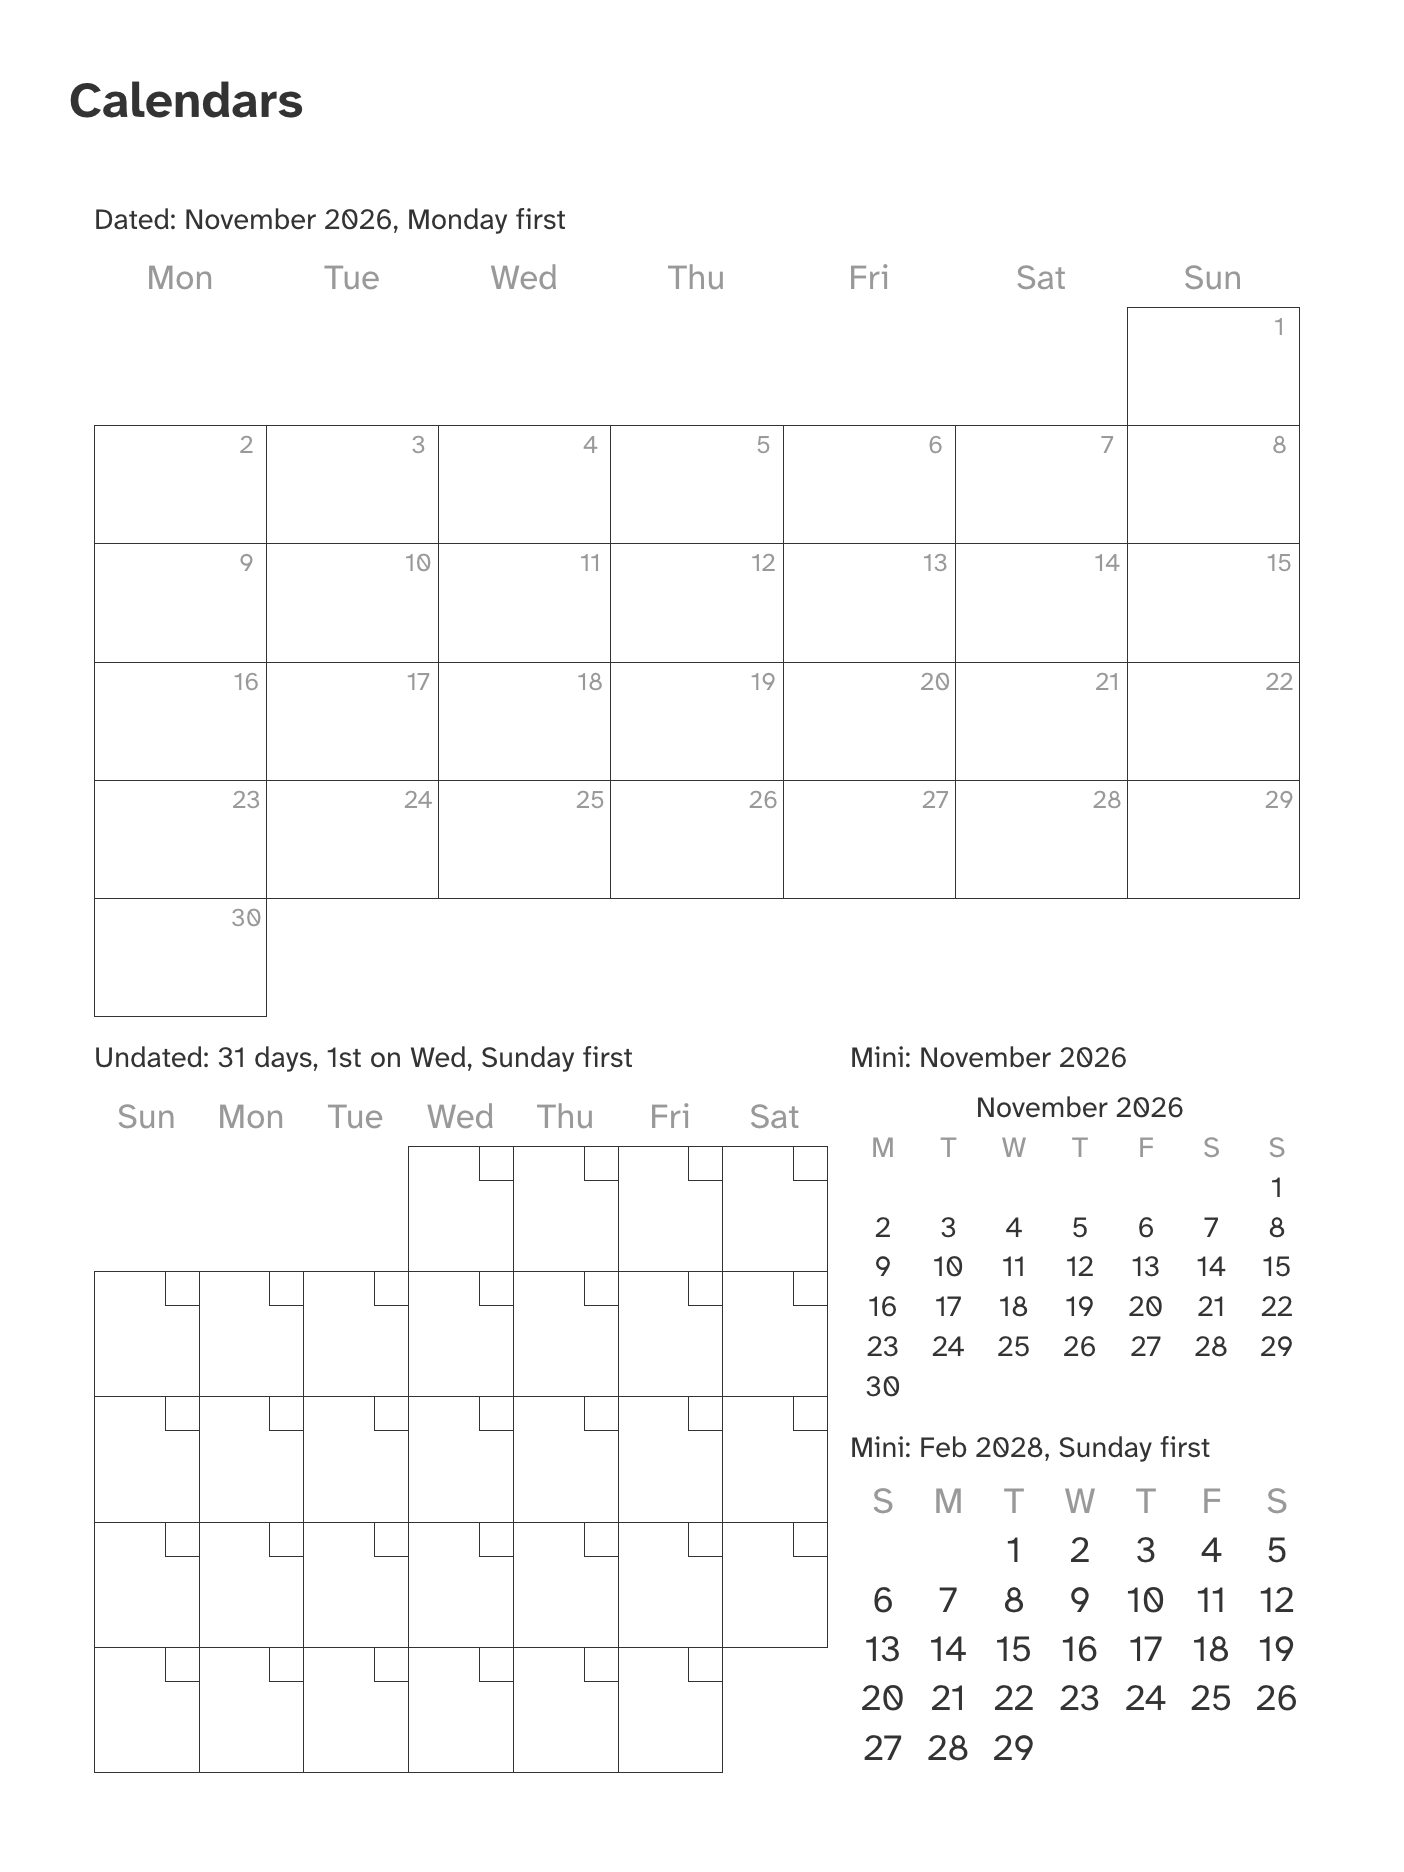 Calendars
Dated: November 2026, Monday first
Mon Tue Wed Thu Fri Sat Sun
1
2 3 4 5 6 7 8
9 10 11 12 13 14 15
16 17 18 19 20 21 22
23 24 25 26 27 28 29
30
Undated: 31 days, 1st on Wed, Sunday first
Sun Mon Tue Wed Thu Fri Sat
Mini: November 2026
November 2026
M T W T F S S
1
2 3 4 5 6 7 8
9 10 11 12 13 14 15
16 17 18 19 20 21 22
23 24 25 26 27 28 29
30
Mini: Feb 2028, Sunday first
S M T W T F S
1 2 3 4 5
6 7 8 9 10 11 12
13 14 15 16 17 18 19
20 21 22 23 24 25 26
27 28 29